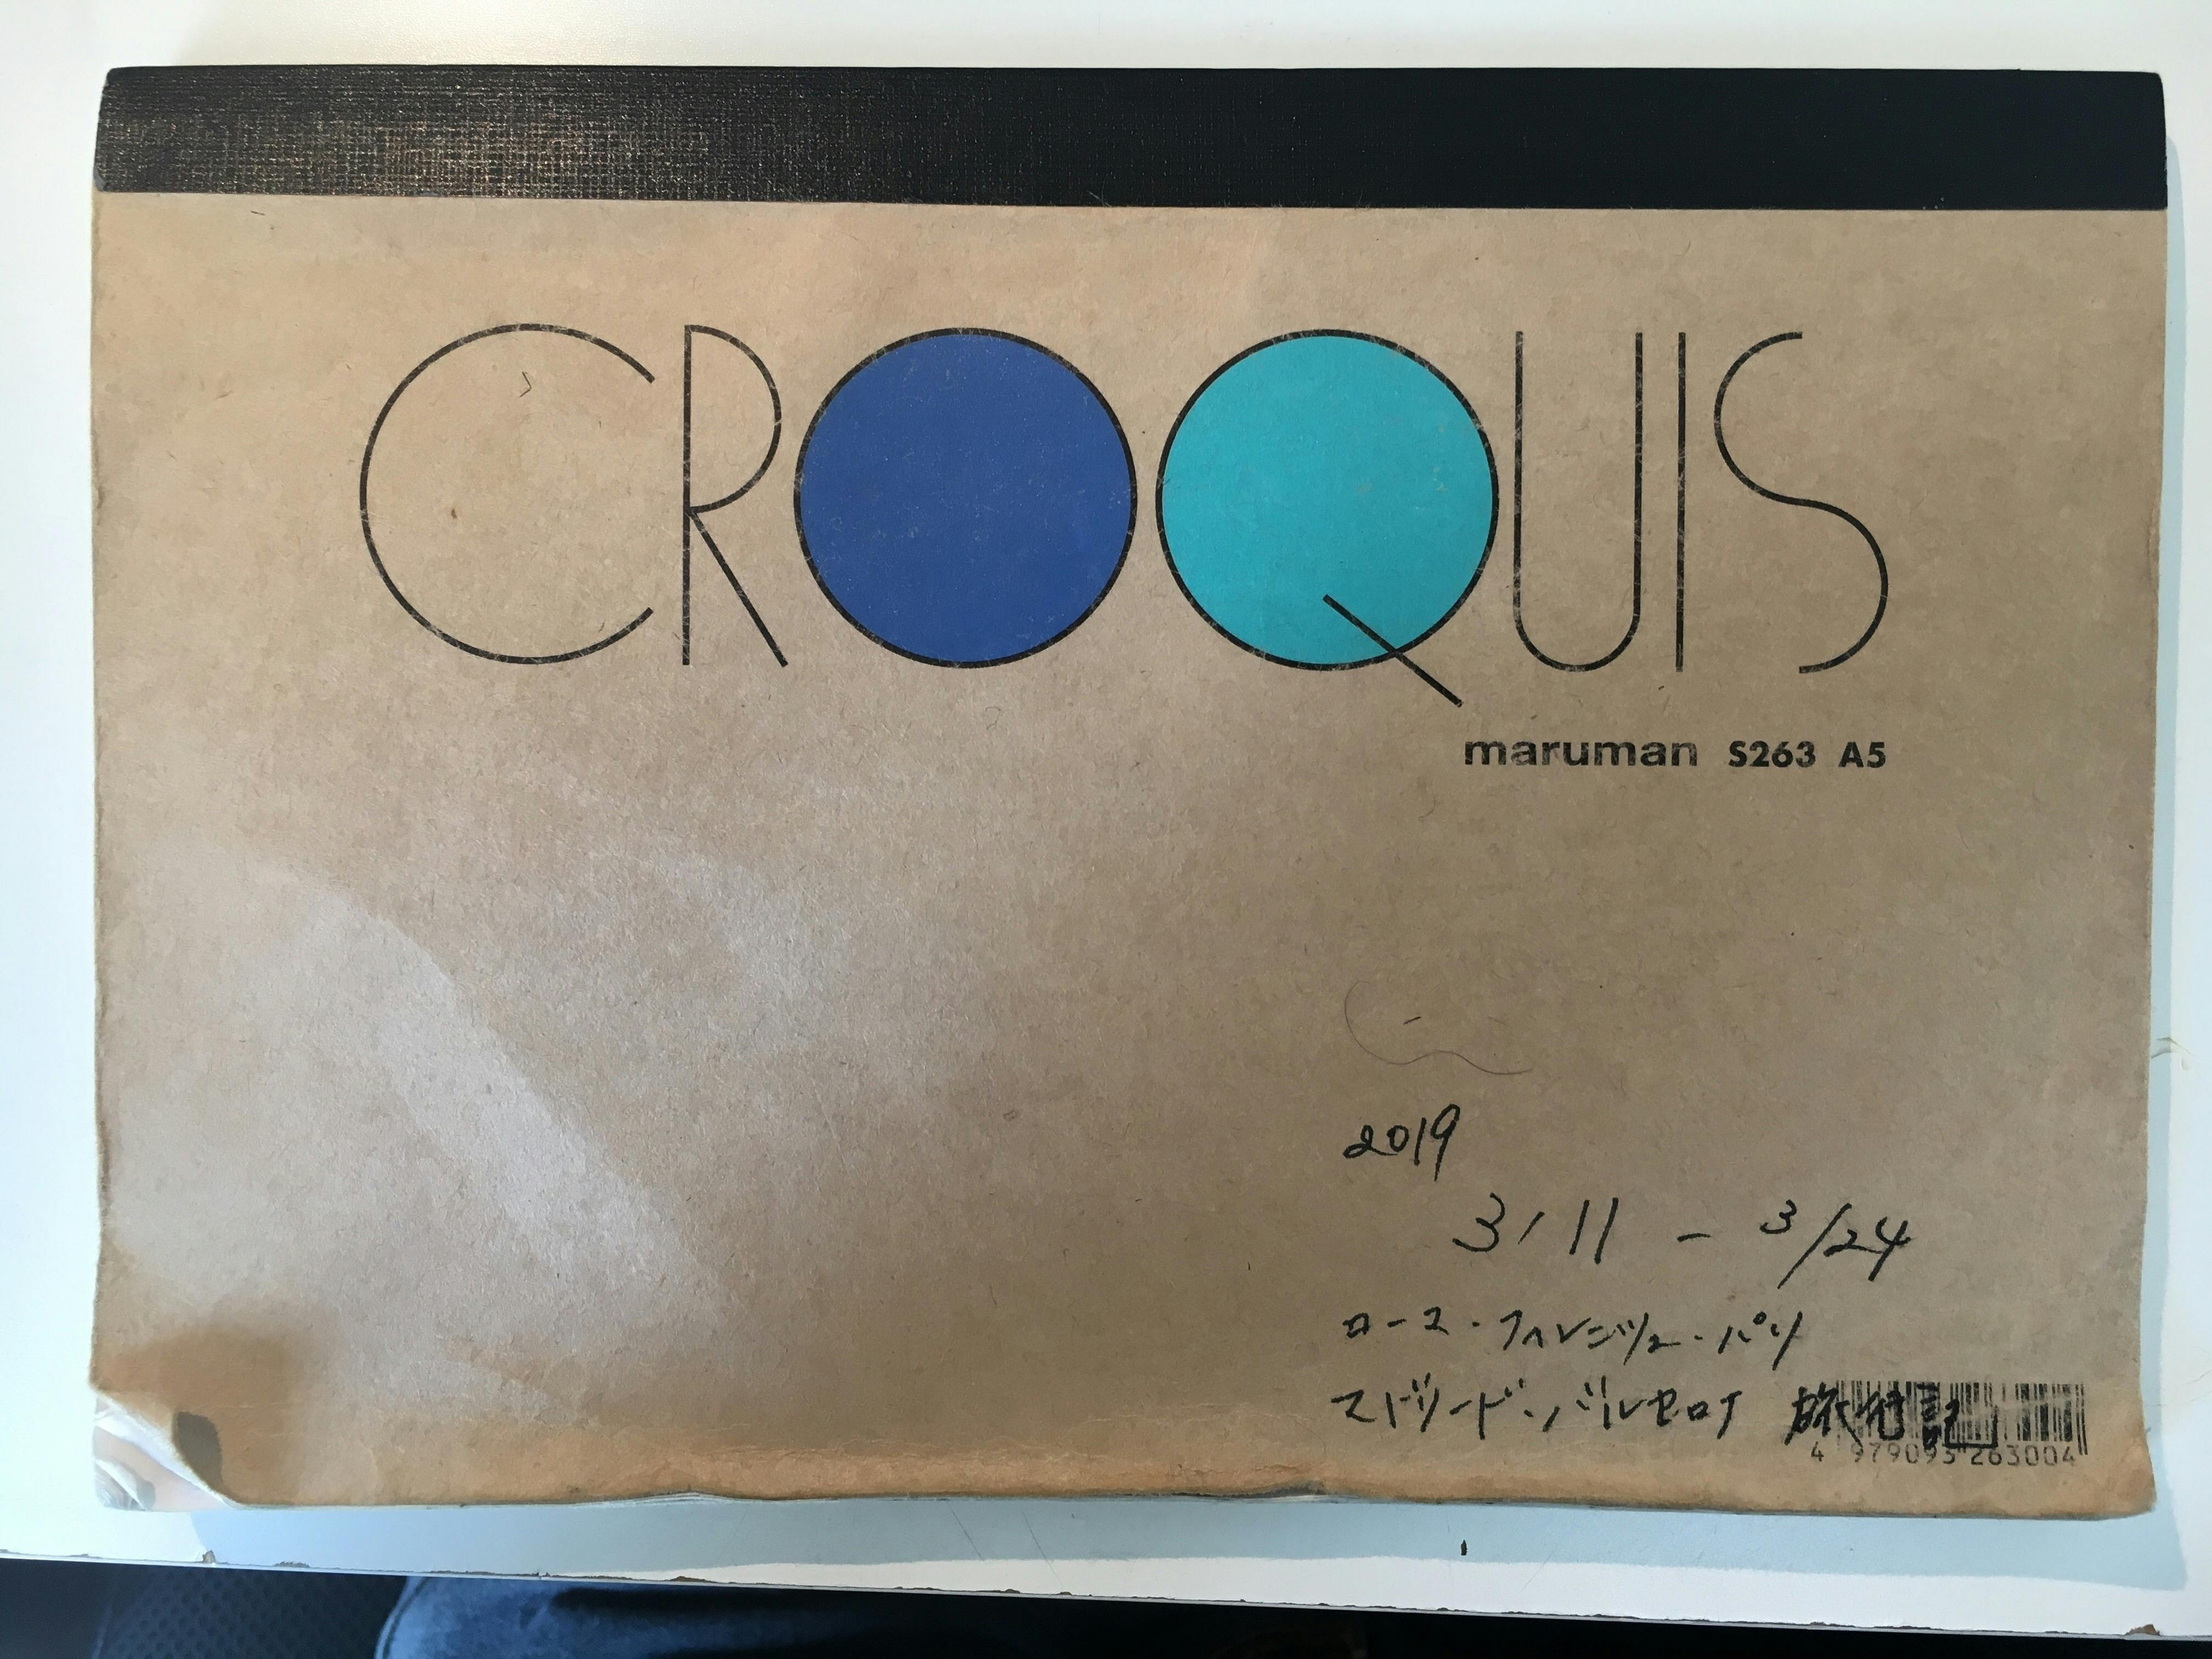 CROQUIS
maruman S263 A5
2019
3/11 - 3/24
ローマ・フィレンツェ・パリ
マドリード・バルセロナ 旅行記
4 979093 263004